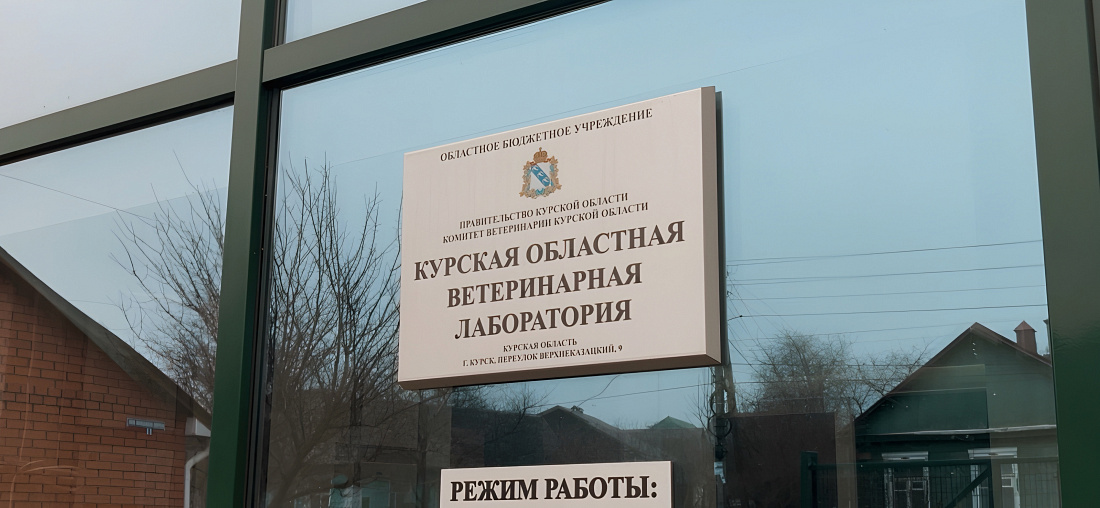 ОБЛАСТНОЕ БЮДЖЕТНОЕ УЧРЕЖДЕНИЕ
ПРАВИТЕЛЬСТВО КУРСКОЙ ОБЛАСТИ
КОМИТЕТ ВЕТЕРИНАРИИ КУРСКОЙ ОБЛАСТИ
КУРСКАЯ ОБЛАСТНАЯ
ВЕТЕРИНАРНАЯ
ЛАБОРАТОРИЯ
КУРСКАЯ ОБЛАСТЬ
Г. КУРСК, ПЕРЕУЛОК ВЕРХНЕКАЗАЦКИЙ, 9
РЕЖИМ РАБОТЫ: